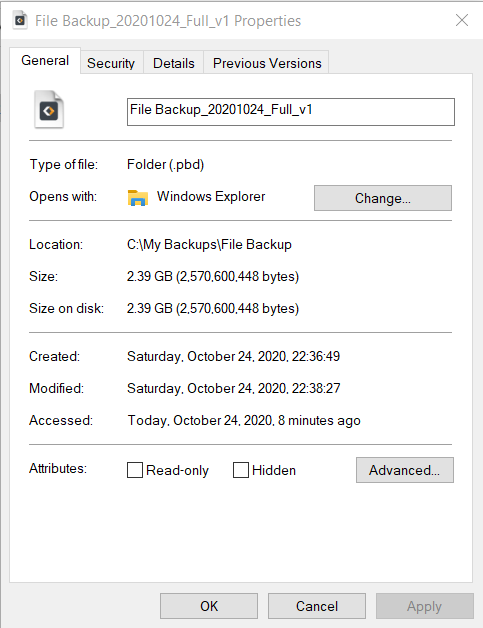 File Backup_20201024_Full_v1 Properties
General Security Details Previous Versions
File Backup_20201024_Full_v1
Type of file: Folder (.pbd)
Opens with: Windows Explorer Change...
Location: C:\My Backups\File Backup
Size: 2.39 GB (2,570,600,448 bytes)
Size on disk: 2.39 GB (2,570,600,448 bytes)
Created: Saturday, October 24, 2020, 22:36:49
Modified: Saturday, October 24, 2020, 22:38:27
Accessed: Today, October 24, 2020, 8 minutes ago
Attributes: Read-only Hidden Advanced...
OK Cancel Apply